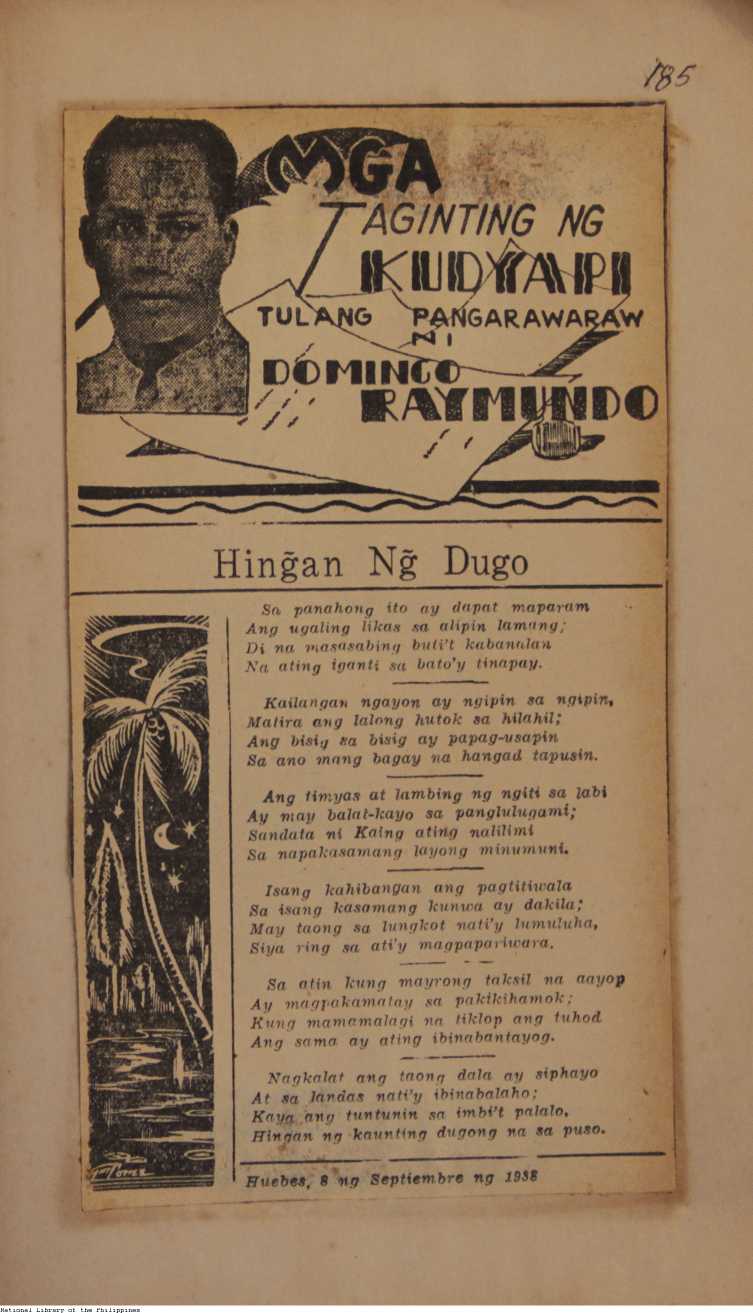 185
MGA
TAGINTING NG
KUDYAPI
TULANG PANGARAWARAW
NI
DOMINGO
RAYMUNDO
Hing̃an Ng̃ Dugo
Sa panahong ito ay dapat maparam
Ang ugaling likas sa alipin lamang;
Di na masasabing buti't kabanalan
Na ating iganti sa bato'y tinapay.
Kailangan ngayon ay ngipin sa ngipin,
Matira ang lalong hutok sa hilahil;
Ang bisig sa bisig ay papag-usapin
Sa ano mang bagay na hangad tapusin.
Ang timyas at lambing ng ngiti sa labi
Ay may balat-kayo sa panglulugami;
Sandata ni Kaing ating nalilimi
Sa napakasamang layong minumuni.
Isang kahibangan ang pagtitiwala
Sa isang kasamang kunwa ay dakila;
May taong sa lungkot nati'y lumuluha,
Siya ring sa ati'y magpapariwara.
Sa atin kung mayrong taksil na aayop
Ay magpakamatay sa pakikihamok;
Kung mamamalagi na tiklop ang tuhod
Ang sama ay ating ibinabantayog.
Nagkalat ang taong dala ay siphayo
At sa landas nati'y ibinabalaho;
Kaya ang tuntunin sa imbi't palalo,
Hingan ng kaunting dugong na sa puso.
Huebes, 8 ng Septiembre ng 1938
National Library of the Philippines